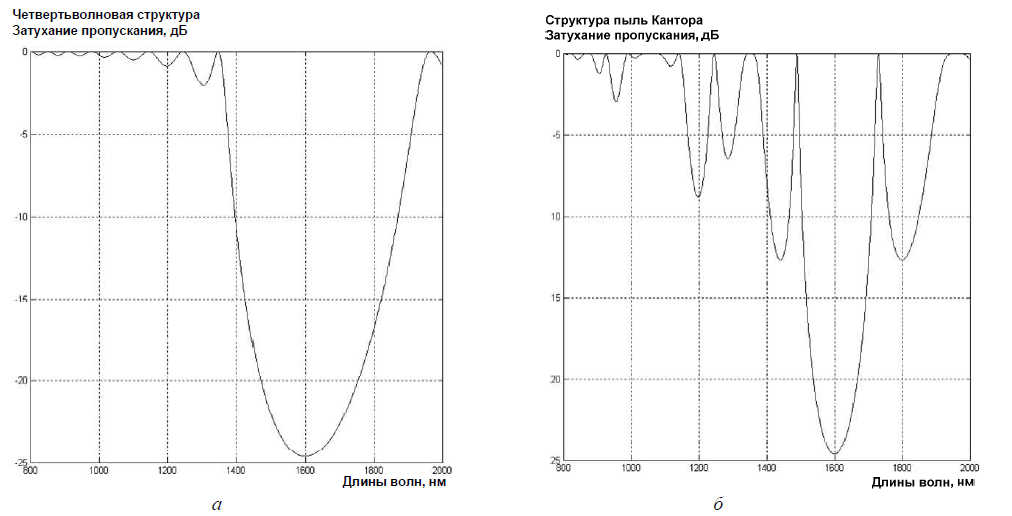 Четвертьволновая структура
Затухание пропускания, дБ
0
-5
-10
-15
-20
-25
800 1000 1200 1400 1600 1800 2000
Длины волн, нм
а
Структура пыль Кантора
Затухание пропускания, дБ
0
-5
10
15
20
25
800 1000 1200 1400 1600 1800 2000
Длины волн, нм
б